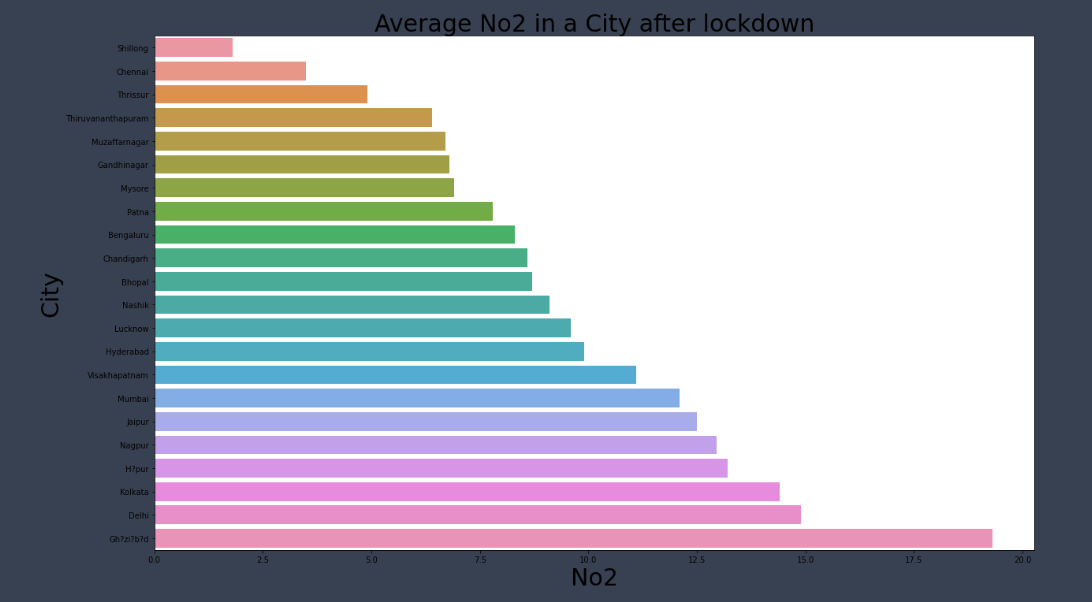 Average No2 in a City after lockdown
Shillong
Chennai
Thrissur
Thiruvananthapuram
Muzaffarnagar
Gandhinagar
Mysore
Patna
Bengaluru
Chandigarh
Bhopal
Nashik
Lucknow
Hyderabad
Visakhapatnam
Mumbai
Jaipur
Nagpur
H?pur
Kolkata
Delhi
Gh?zi?b?d
City
0.0 2.5 5.0 7.5 10.0 12.5 15.0 17.5 20.0
No2